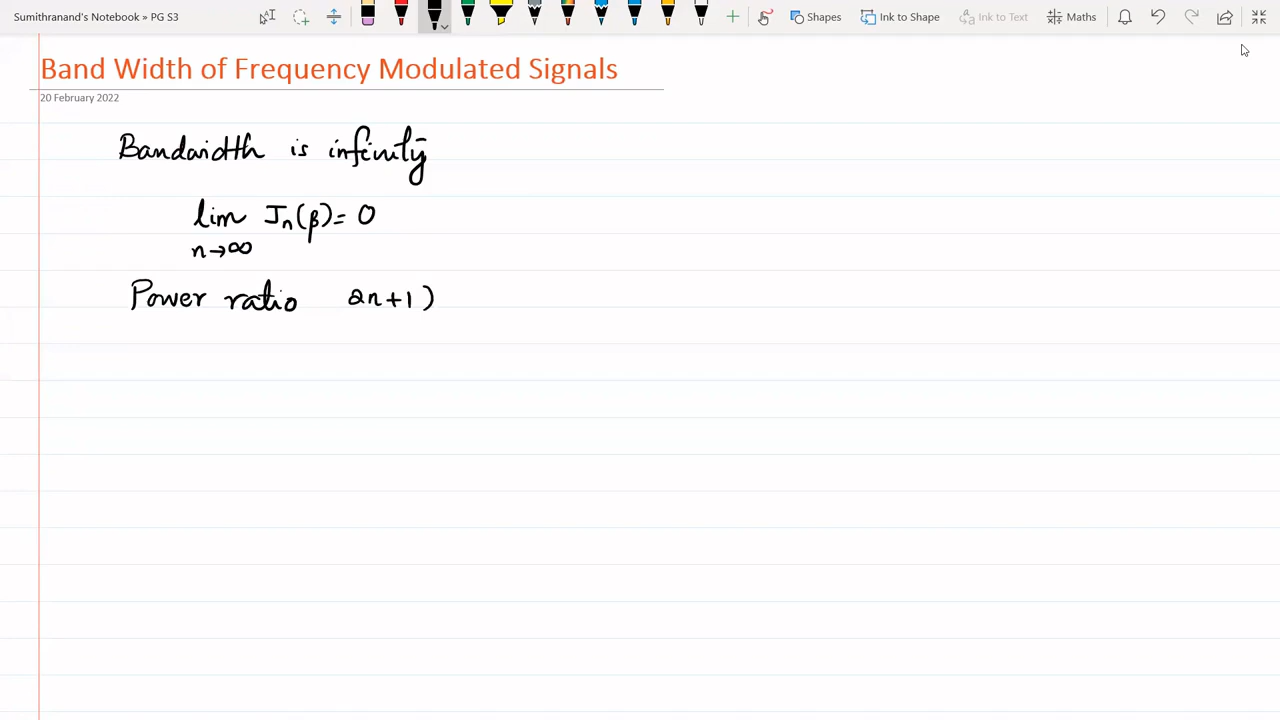 Sumithranand's Notebook » PG S3
Shapes
Ink to Shape
Ink to Text
Maths
Band Width of Frequency Modulated Signals
20 February 2022
Bandwidth is infinity
lim Jn(β)= 0
n→∞
Power ratio 2n+1)